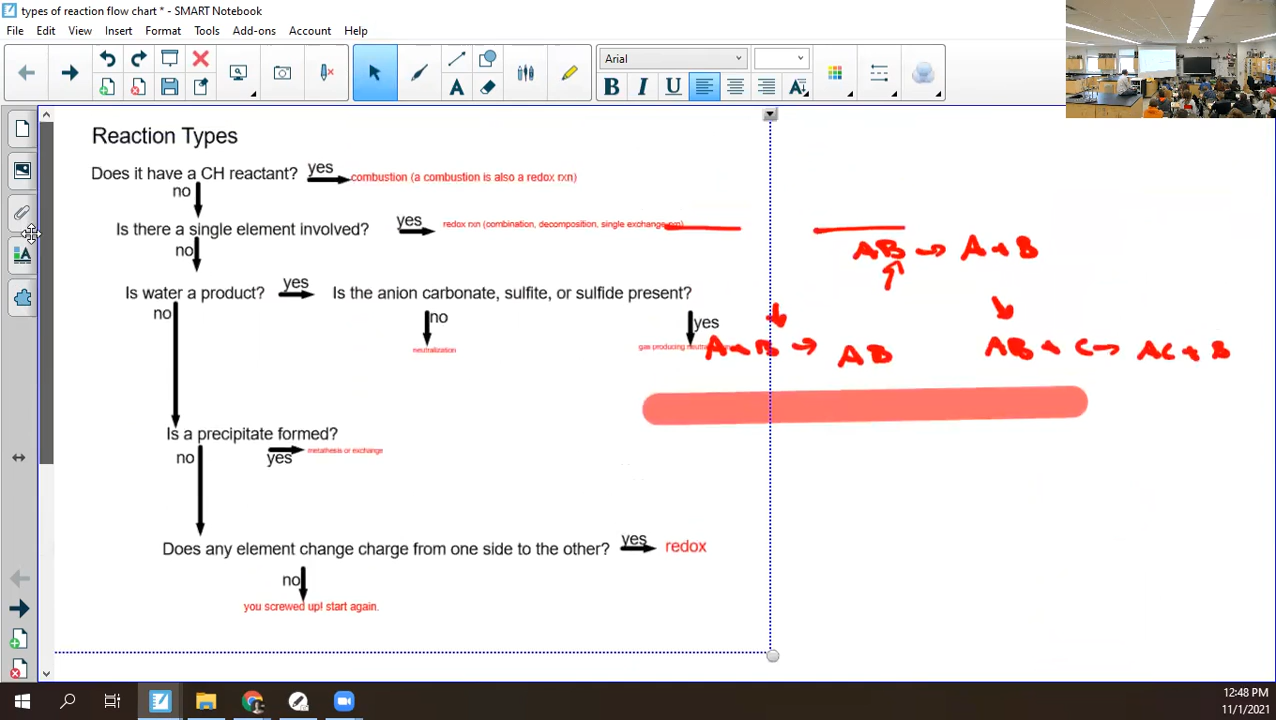 types of reaction flow chart * - SMART Notebook
File Edit View Insert Format Tools Add-ons Account Help
Arial
B I U
Reaction Types
Does it have a CH reactant? yes combustion (a combustion is also a redox rxn)
no
Is there a single element involved? yes redox rxn (combination, decomposition, single exchange rxn)
no
AB → A + B
Is water a product? yes Is the anion carbonate, sulfite, or sulfide present?
no
no
yes
neutralization
gas producing
A + B → AB
AB + C → AC + B
Is a precipitate formed?
no
yes
metathesis or exchange
Does any element change charge from one side to the other? yes redox
no
you screwed up! start again.
12:48 PM
11/1/2021